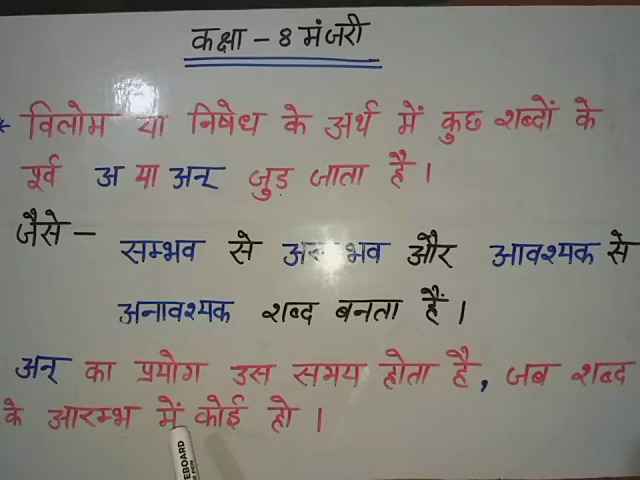 कक्षा - 8 मंजरी
* विलोम या निषेध के अर्थ में कुछ शब्दों के
र्पूव अ या अन् जुड़ जाता है।
जैसे - सम्भव से और आवश्यक से
अनावश्यक शब्द बनता हैं।
अन् का प्रयोग उस समय होता है, जब शब्द
के आरम्भ में कोई हो ।